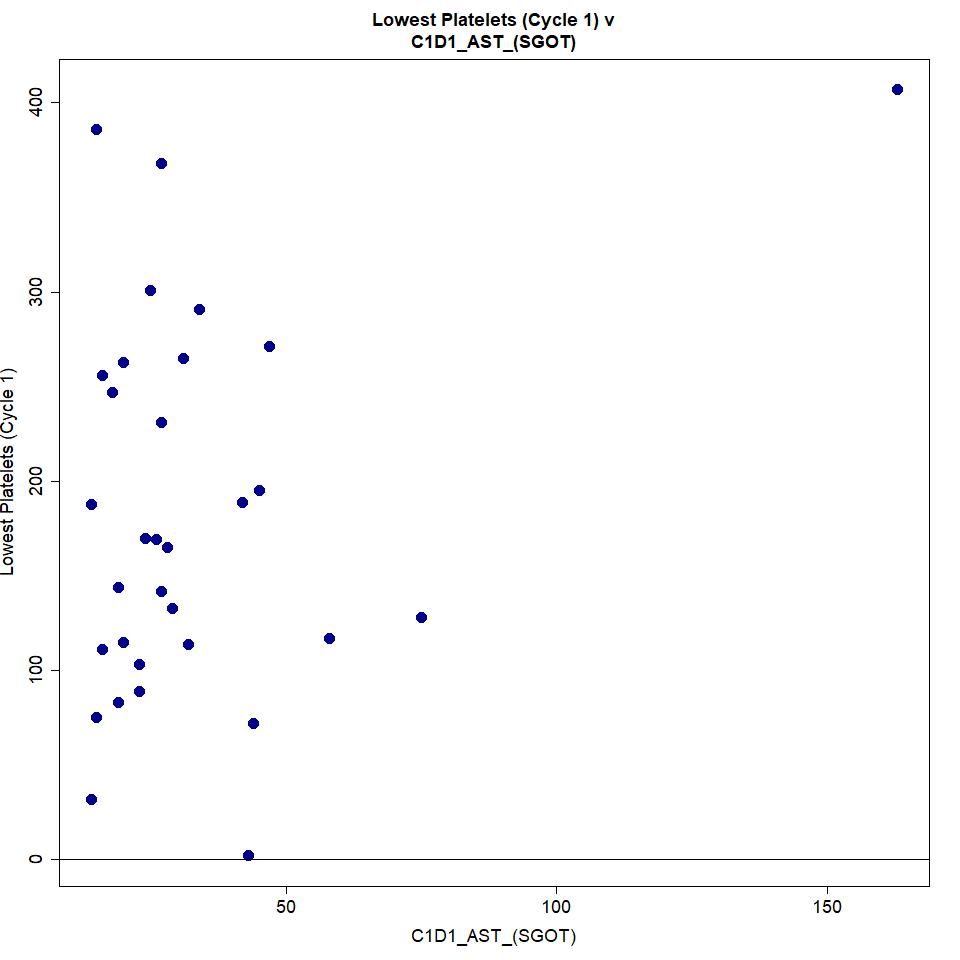 Lowest Platelets (Cycle 1) v
C1D1_AST_(SGOT)
400
300
200
100
0
Lowest Platelets (Cycle 1)
50
100
150
C1D1_AST_(SGOT)